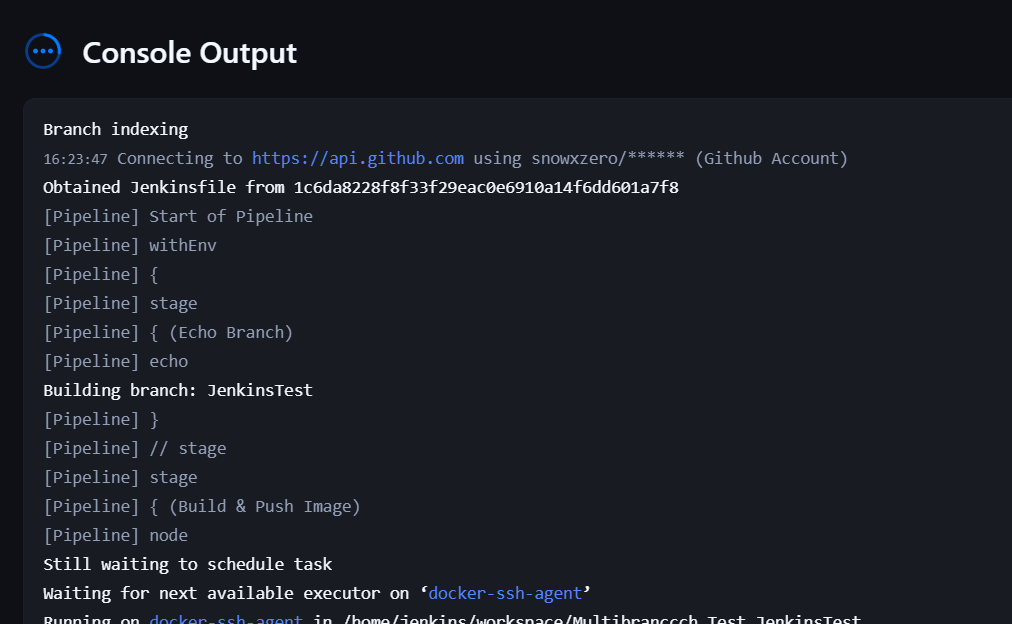 Console Output
Branch indexing
16:23:47 Connecting to https://api.github.com using snowxzero/****** (Github Account)
Obtained Jenkinsfile from 1c6da8228f8f33f29eac0e6910a14f6dd601a7f8
[Pipeline] Start of Pipeline
[Pipeline] withEnv
[Pipeline] {
[Pipeline] stage
[Pipeline] { (Echo Branch)
[Pipeline] echo
Building branch: JenkinsTest
[Pipeline] }
[Pipeline] // stage
[Pipeline] stage
[Pipeline] { (Build & Push Image)
[Pipeline] node
Still waiting to schedule task
Waiting for next available executor on ‘docker-ssh-agent’
Running on docker-ssh-agent in /home/jenkins/workspace/Multibranccch_Test_JenkinsTest